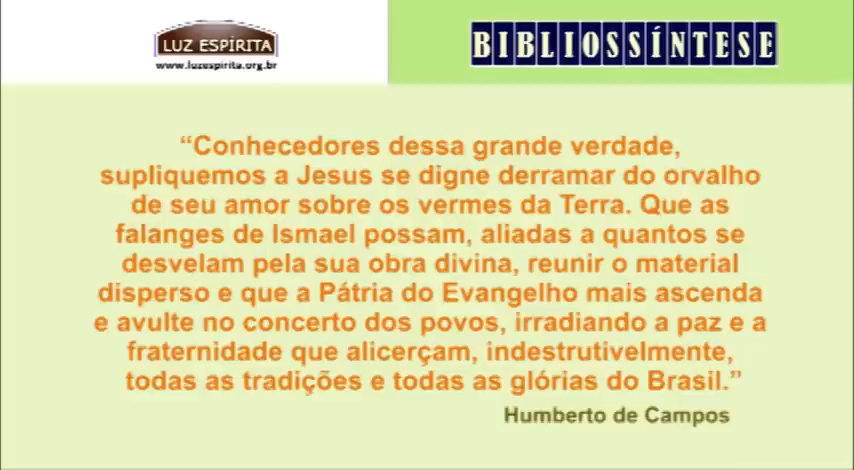 LUZ ESPÍRITA
www.luzespirita.org.br
BIBLIOSSÍNTESE
“Conhecedores dessa grande verdade,
supliquemos a Jesus se digne derramar do orvalho
de seu amor sobre os vermes da Terra. Que as
falanges de Ismael possam, aliadas a quantos se
desvelam pela sua obra divina, reunir o material
disperso e que a Pátria do Evangelho mais ascenda
e avulte no concerto dos povos, irradiando a paz e a
fraternidade que alicerçam, indestrutivelmente,
todas as tradições e todas as glórias do Brasil.”
Humberto de Campos